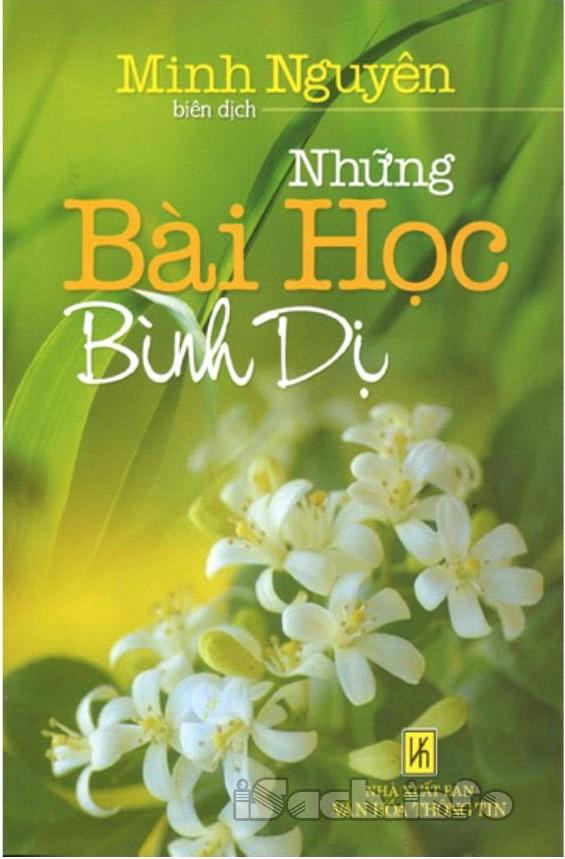 Minh Nguyên
biên dịch
Những
Bài Học
Bình Dị
NHÀ XUẤT BẢN
VĂN HÓA THÔNG TIN
iSach.info